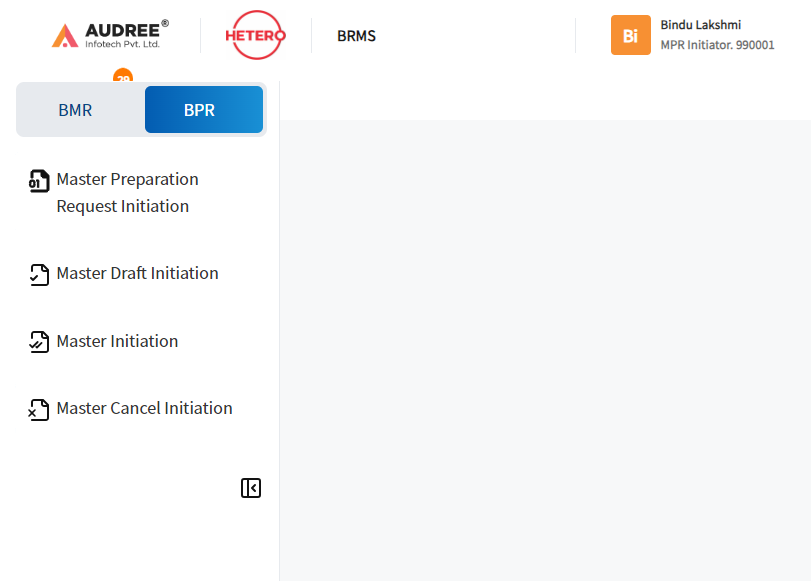 AUDREE®
Infotech Pvt. Ltd.
HETERO
BRMS
Bi
Bindu Lakshmi
MPR Initiator. 990001
BMR
BPR
01
Master Preparation
Request Initiation
Master Draft Initiation
Master Initiation
Master Cancel Initiation